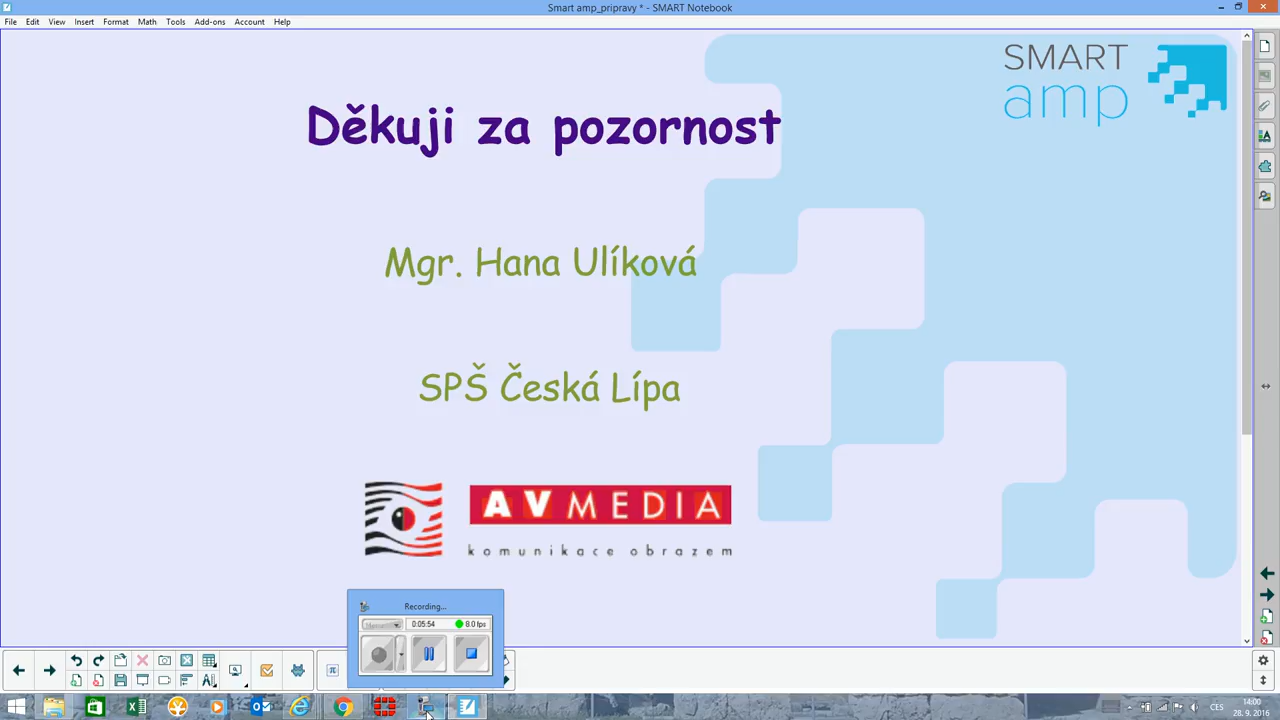 Smart amp_pripravy * - SMART Notebook
File Edit View Insert Format Math Tools Add-ons Account Help
SMART
amp
Děkuji za pozornost
Mgr. Hana Ulíková
SPŠ Česká Lípa
AVMEDIA
komunikace obrazem
Recording...
0:05:54 8.0 fps
CES
14:00
28. 9. 2016